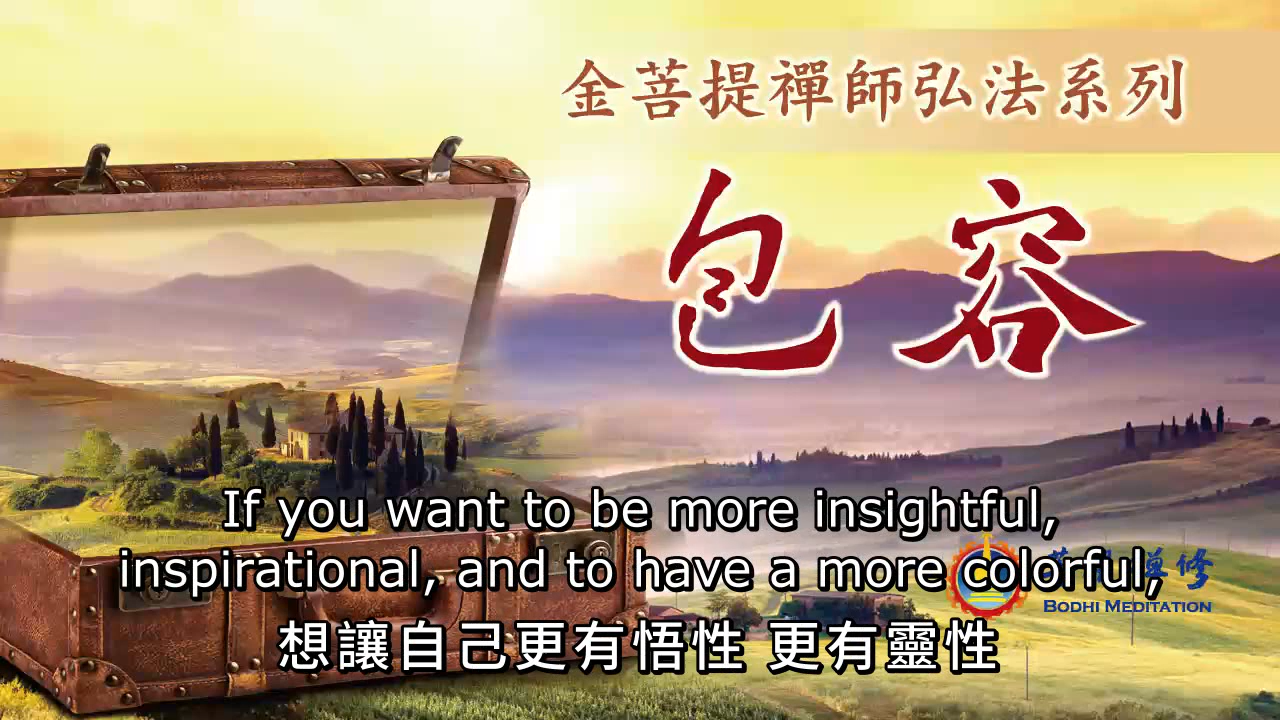 金菩提禪師弘法系列
包容
If you want to be more insightful,
inspirational, and to have a more colorful,
修
BODHI MEDITATION
想讓自己更有悟性 更有靈性